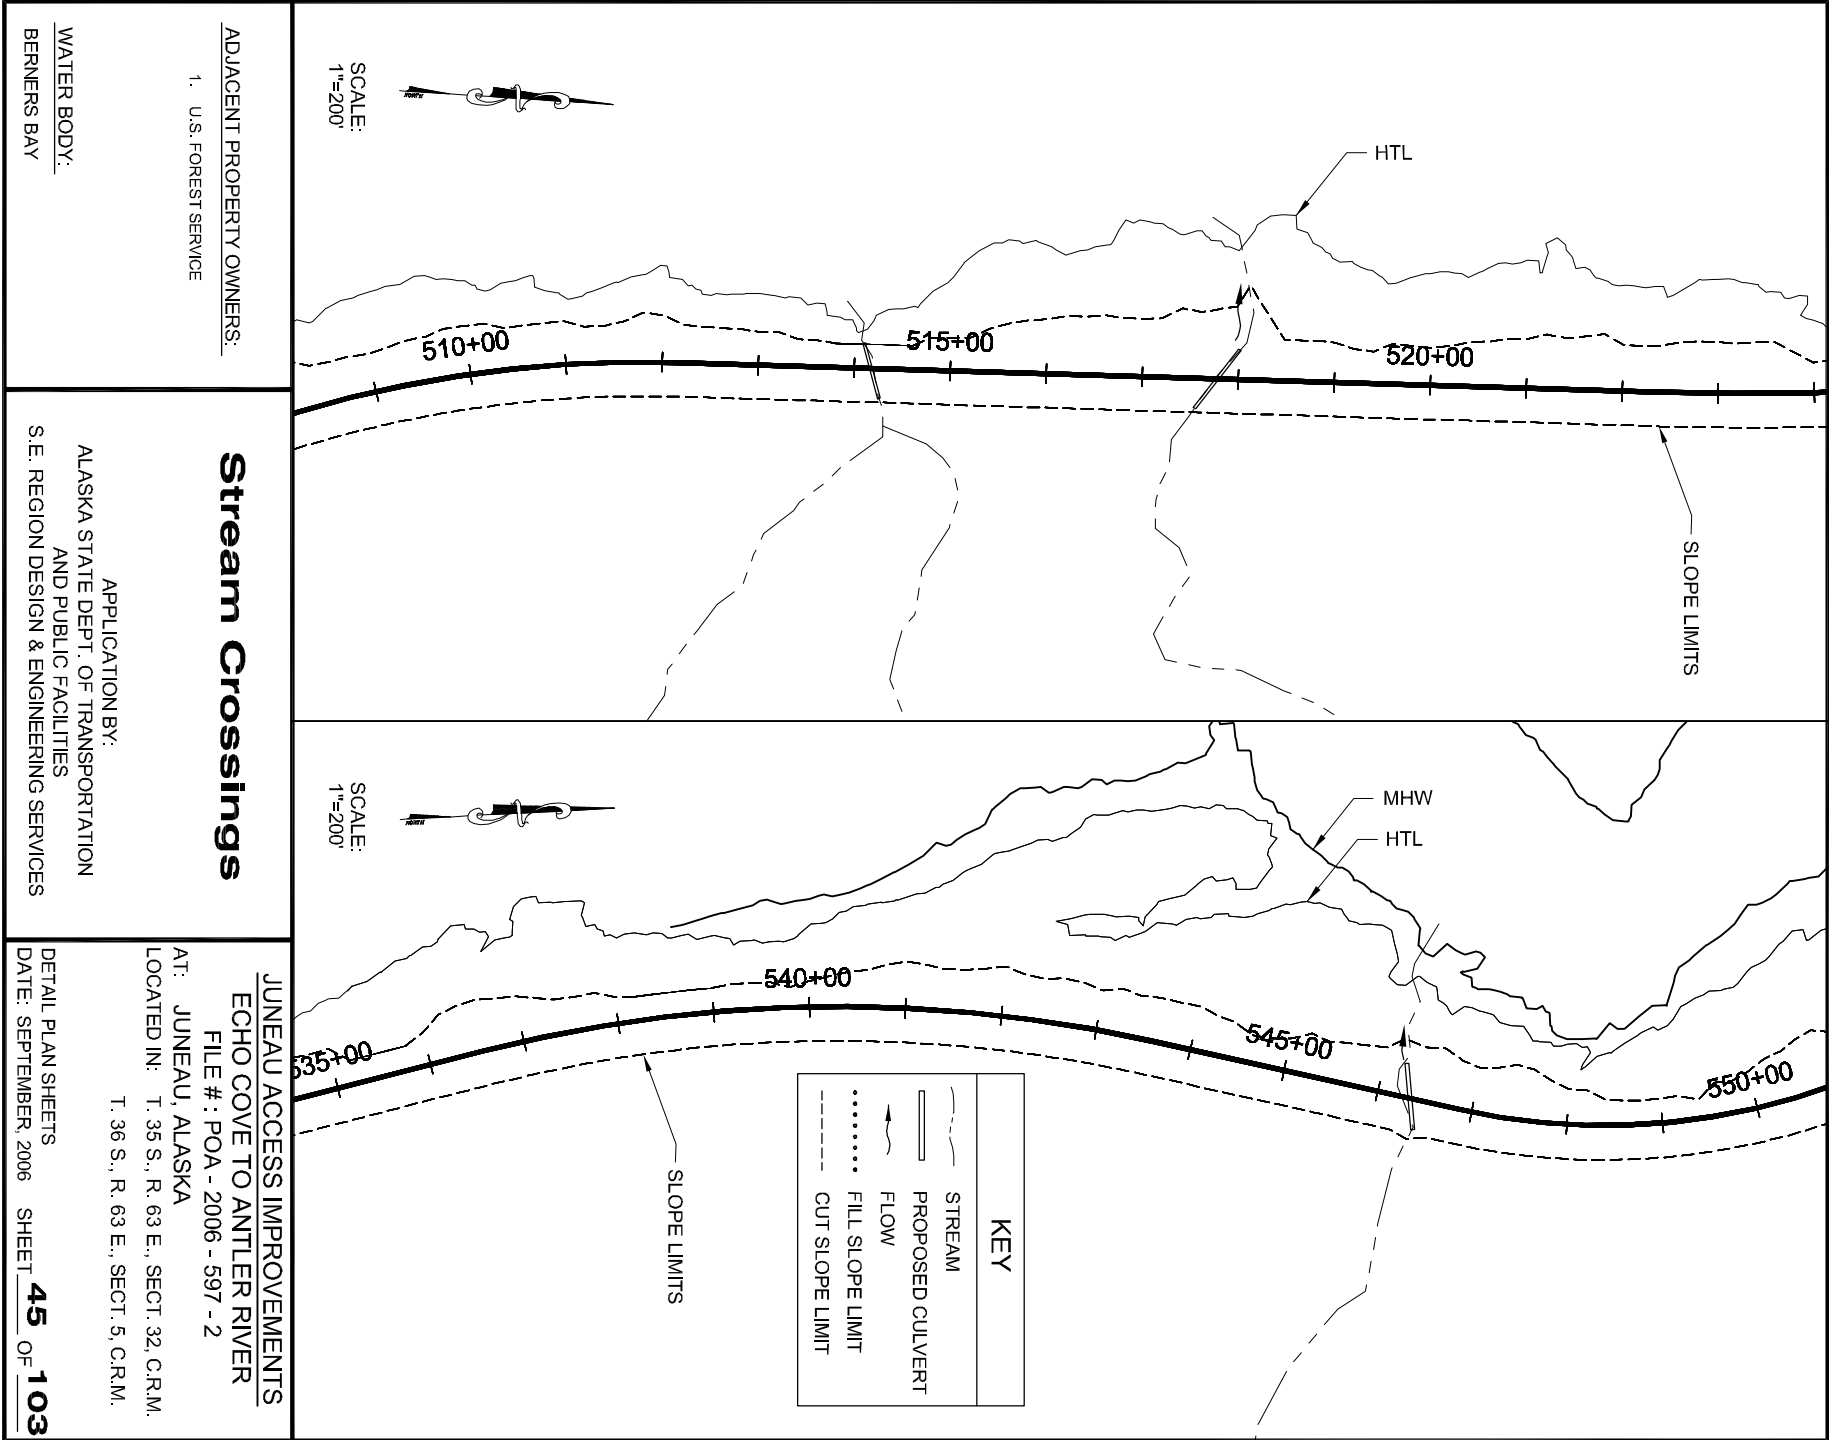 SCALE:
1"=200'
NORTH
HTL
510+00
515+00
520+00
SLOPE LIMITS
SCALE:
1"=200'
NORTH
MHW
HTL
535+00
540+00
545+00
550+00
SLOPE LIMITS
KEY
STREAM
PROPOSED CULVERT
FLOW
FILL SLOPE LIMIT
CUT SLOPE LIMIT
ADJACENT PROPERTY OWNERS:
1. U.S. FOREST SERVICE
WATER BODY:
BERNERS BAY
Stream Crossings
APPLICATION BY:
ALASKA STATE DEPT. OF TRANSPORTATION
AND PUBLIC FACILITIES
S.E. REGION DESIGN & ENGINEERING SERVICES
JUNEAU ACCESS IMPROVEMENTS
ECHO COVE TO ANTLER RIVER
FILE #: POA - 2006 - 597 - 2
AT: JUNEAU, ALASKA
LOCATED IN: T. 35 S., R. 63 E., SECT. 32, C.R.M.
T. 36 S., R. 63 E., SECT. 5, C.R.M.
DETAIL PLAN SHEETS
DATE: SEPTEMBER, 2006 SHEET 45 OF 103